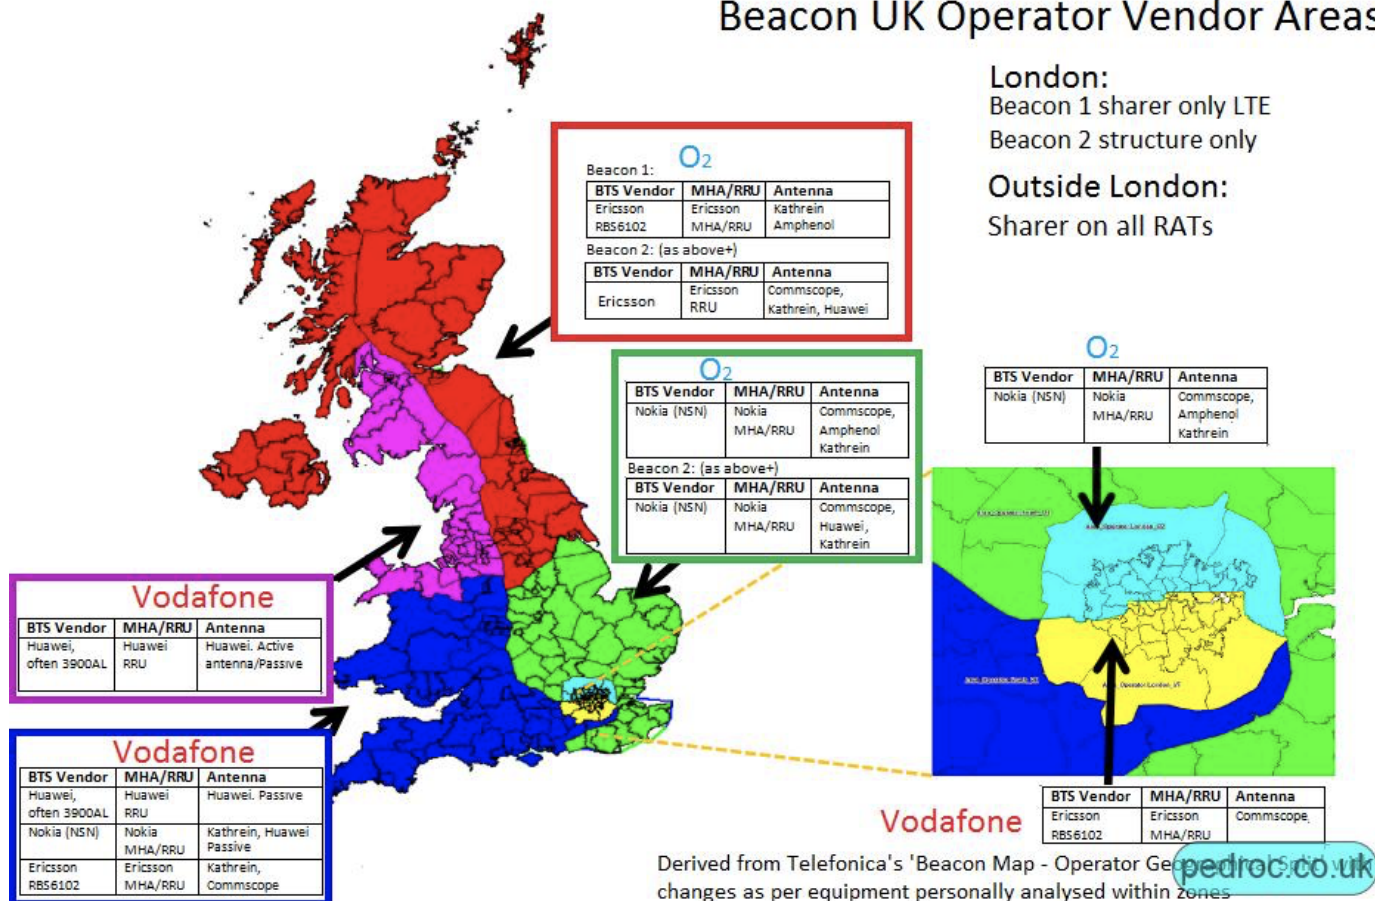 Beacon UK Operator Vendor Areas
London:
Beacon 1 sharer only LTE
Beacon 2 structure only
Outside London:
Sharer on all RATs
O2
Beacon 1:
BTS Vendor MHA/RRU Antenna
Ericsson Ericsson Kathrein
RBS6102 MHA/RRU Amphenol
Beacon 2: (as above+)
BTS Vendor MHA/RRU Antenna
Ericsson Ericsson Commscope,
RRU Kathrein, Huawei
O2
BTS Vendor MHA/RRU Antenna
Nokia (NSN) Nokia Commscope,
MHA/RRU Amphenol
Kathrein
Beacon 2: (as above+)
BTS Vendor MHA/RRU Antenna
Nokia (NSN) Nokia Commscope,
MHA/RRU Huawei,
Kathrein
O2
BTS Vendor MHA/RRU Antenna
Nokia (NSN) Nokia Commscope,
MHA/RRU Amphenol
Kathrein
Vodafone
BTS Vendor MHA/RRU Antenna
Huawei, Huawei Huawei. Active
often 3900AL RRU antenna/Passive
Vodafone
BTS Vendor MHA/RRU Antenna
Huawei, Huawei Huawei. Passive
often 3900AL RRU
Nokia (NSN) Nokia Kathrein, Huawei
MHA/RRU Passive
Ericsson Ericsson Kathrein,
RBS6102 MHA/RRU Commscope
Vodafone
BTS Vendor MHA/RRU Antenna
Ericsson Ericsson Commscope,
RBS6102 MHA/RRU
Derived from Telefonica's 'Beacon Map - Operator Geographical Split' with
changes as per equipment personally analysed within zones
pedroc.co.uk